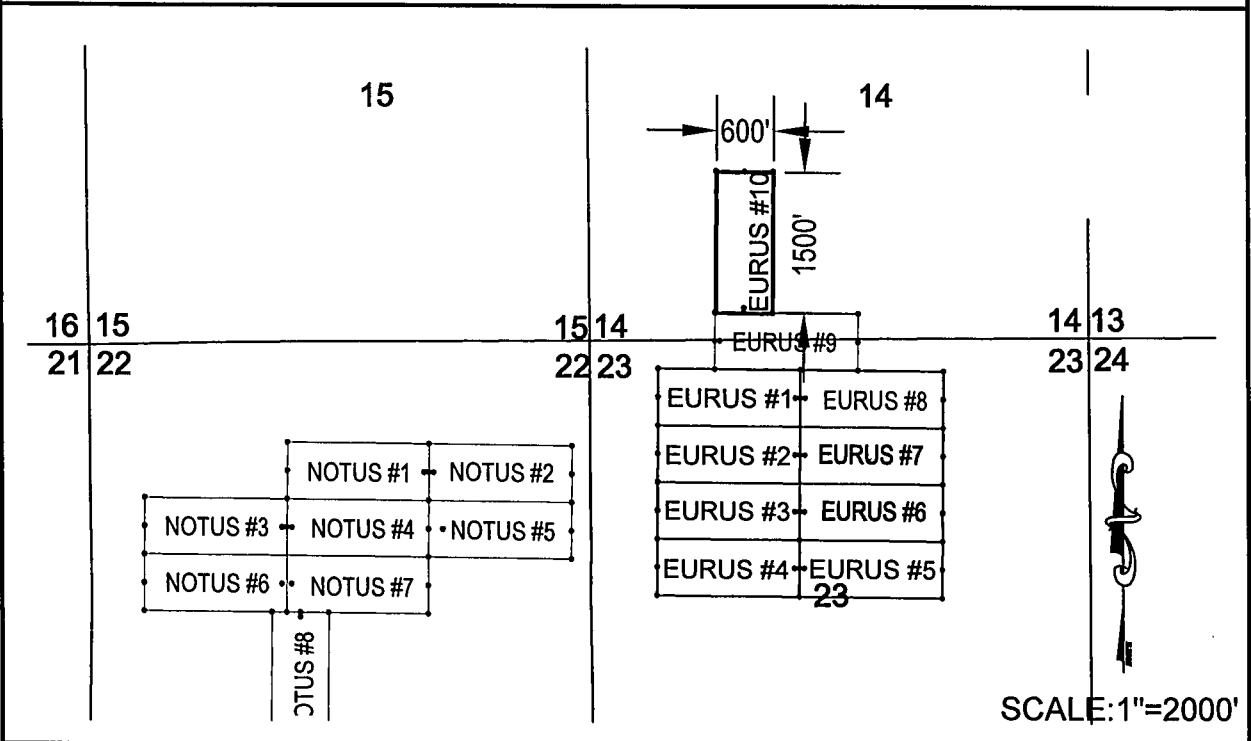 15
14
600'
EURUS #10
1500'
16 15
15 14
14 13
EURUS #9
21 22
22 23
23 24
EURUS #1
EURUS #8
NOTUS #1
NOTUS #2
EURUS #2
EURUS #7
NOTUS #3
NOTUS #4
NOTUS #5
EURUS #3
EURUS #6
NOTUS #6
NOTUS #7
EURUS #4
EURUS #5
23
OTUS #8
SCALE:1"=2000'